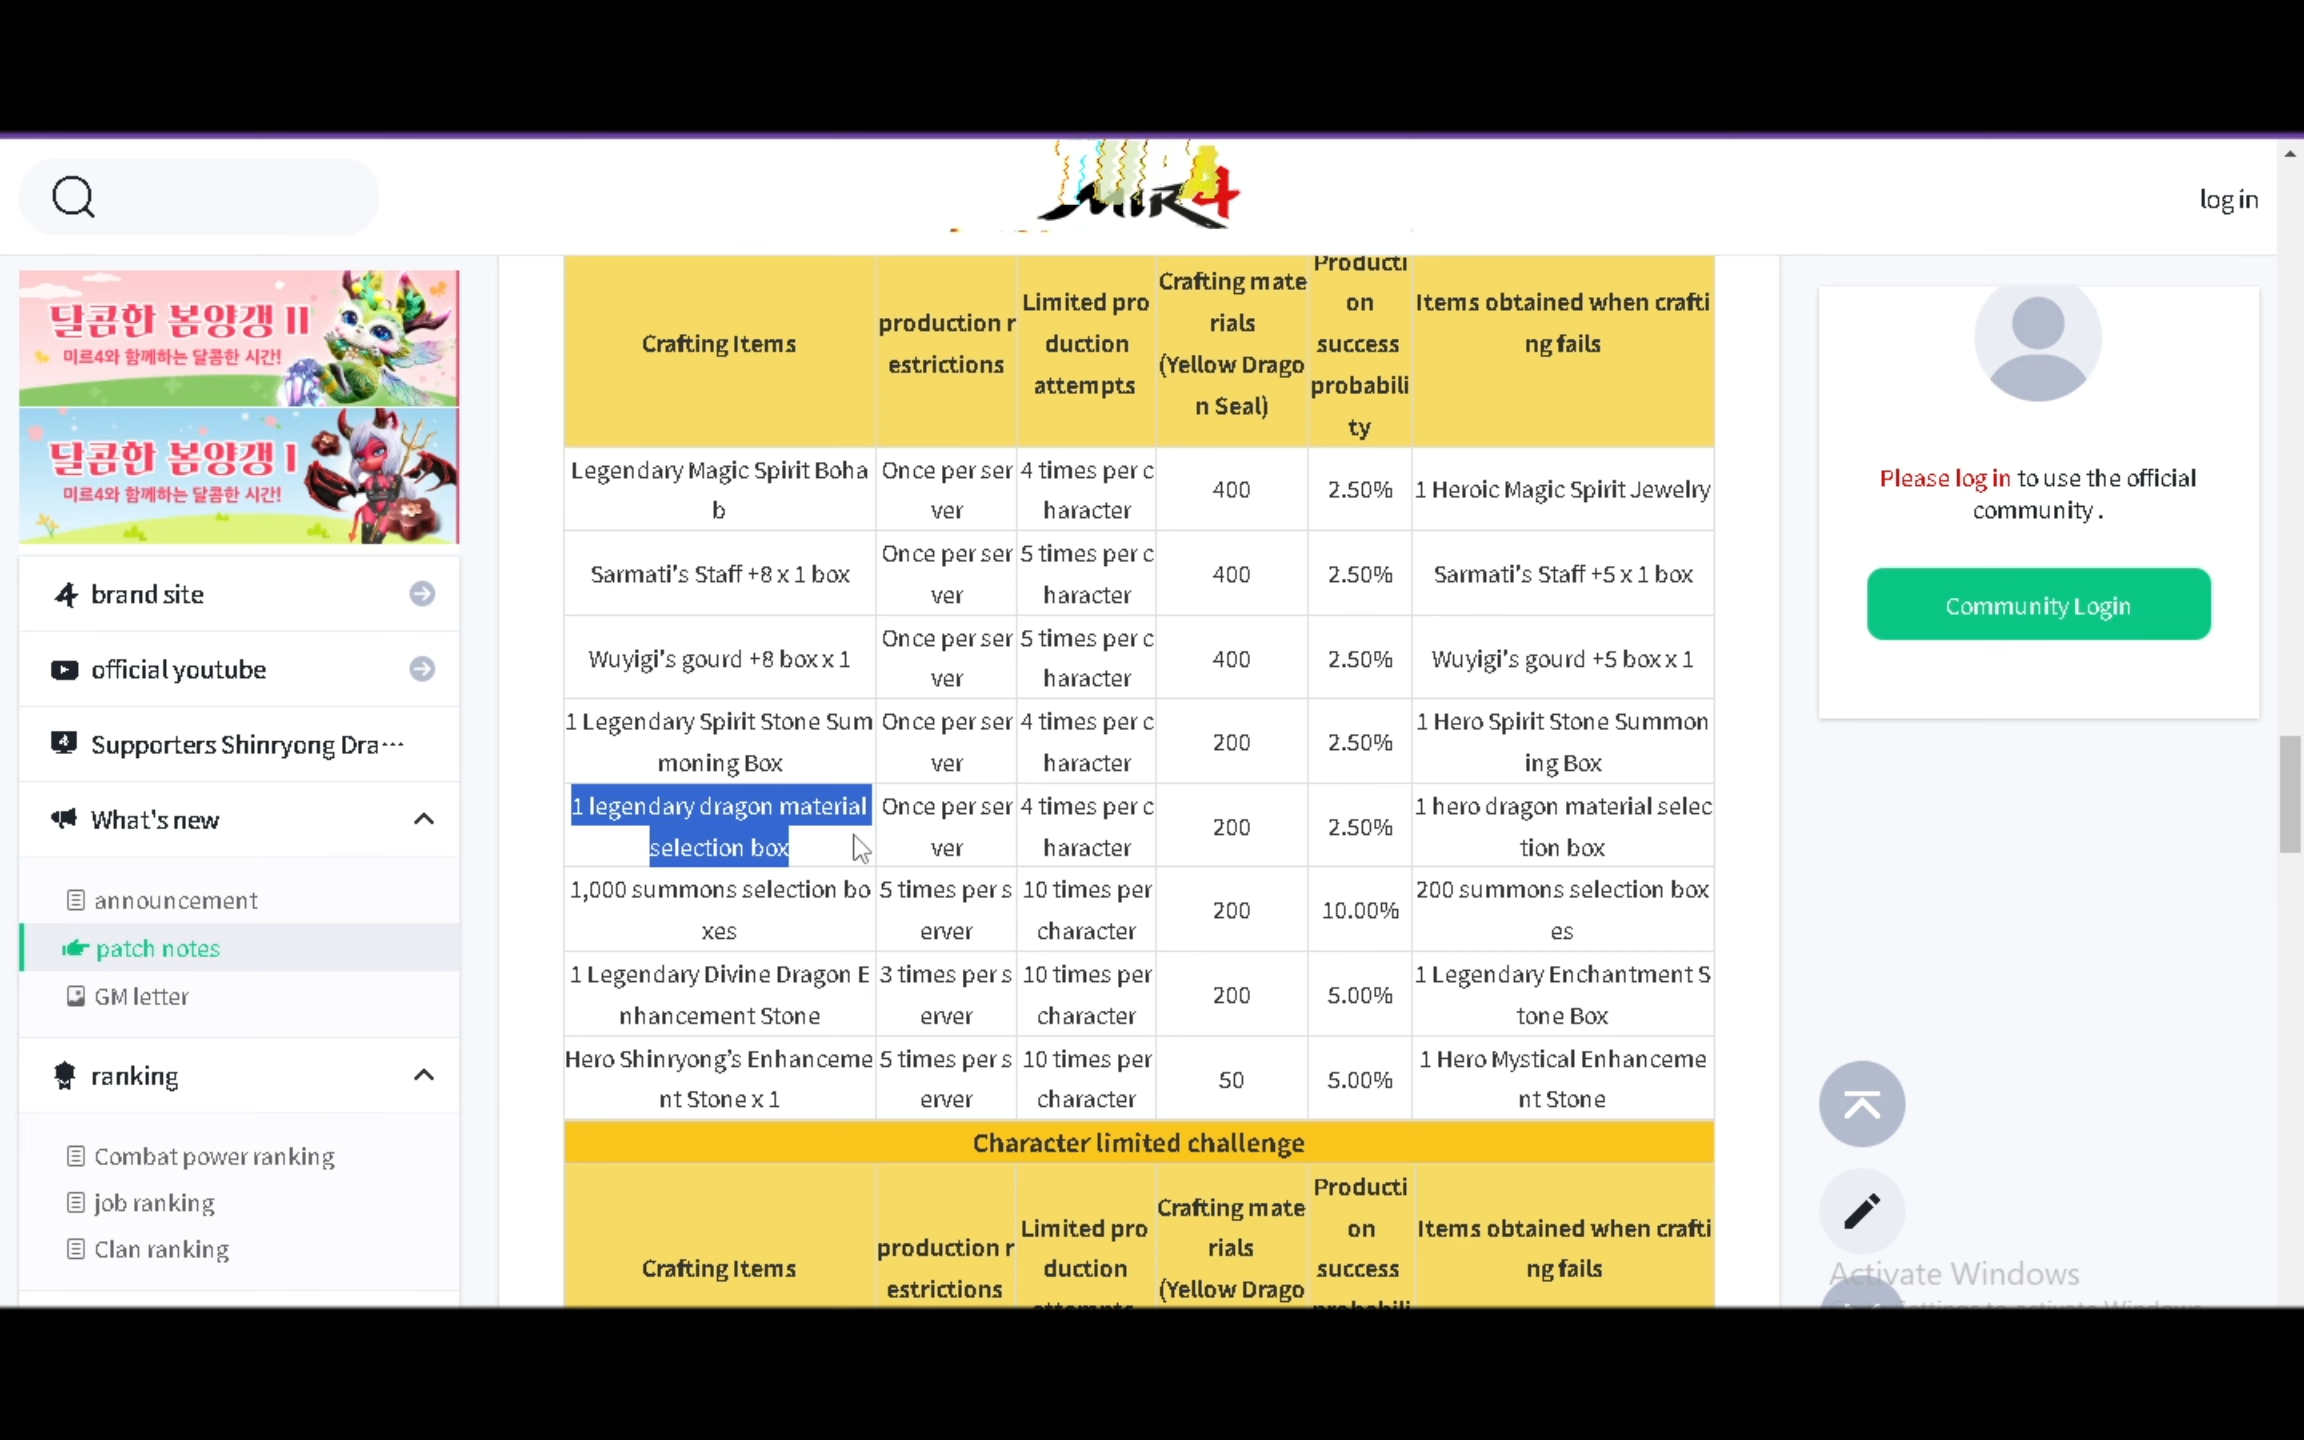 MIR4
log in
달콤한 봄양갱 II
미르4와 함께하는 달콤한 시간!
달콤한 봄양갱 I
미르4와 함께하는 달콤한 시간!
brand site
official youtube
Supporters Shinryong Dra···
What's new
announcement
patch notes
GM letter
ranking
Combat power ranking
job ranking
Clan ranking
Crafting Items
production r
estrictions
Limited pro
duction
attempts
Crafting mate
rials
(Yellow Drago
n Seal)
Producti
on
success
probabili
ty
Items obtained when crafti
ng fails
Legendary Magic Spirit Boha
b
Once per ser
ver
4 times per c
haracter
400
2.50%
1 Heroic Magic Spirit Jewelry
Sarmati's Staff +8 x 1 box
Once per ser
ver
5 times per c
haracter
400
2.50%
Sarmati's Staff +5 x 1 box
Wuyigi's gourd +8 box x 1
Once per ser
ver
5 times per c
haracter
400
2.50%
Wuyigi's gourd +5 box x 1
1 Legendary Spirit Stone Sum
moning Box
Once per ser
ver
4 times per c
haracter
200
2.50%
1 Hero Spirit Stone Summon
ing Box
1 legendary dragon material
selection box
Once per ser
ver
4 times per c
haracter
200
2.50%
1 hero dragon material selec
tion box
1,000 summons selection bo
xes
5 times per s
erver
10 times per
character
200
10.00%
200 summons selection box
es
1 Legendary Divine Dragon E
nhancement Stone
3 times per s
erver
10 times per
character
200
5.00%
1 Legendary Enchantment S
tone Box
Hero Shinryong's Enhanceme
nt Stone x 1
5 times per s
erver
10 times per
character
50
5.00%
1 Hero Mystical Enhanceme
nt Stone
Character limited challenge
Crafting Items
production r
estrictions
Limited pro
duction
attempts
Crafting mate
rials
(Yellow Drago
Producti
on
success
probabili
Items obtained when crafti
ng fails
Please log in to use the official
community .
Community Login
Activate Windows